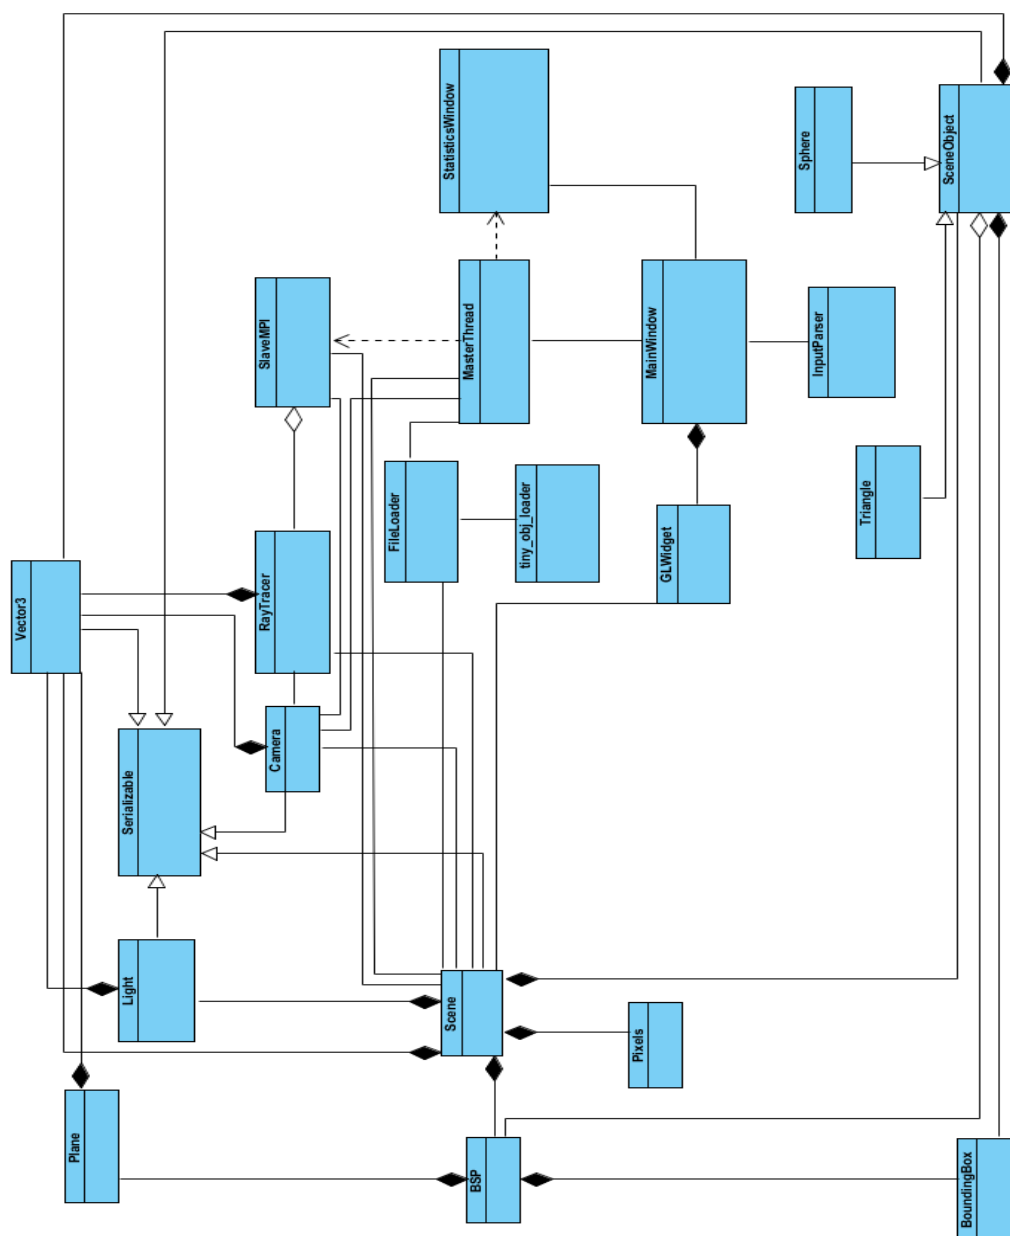 StatisticsWindow
Sphere
SceneObject
SlaveMPI
MasterThread
MainWindow
InputParser
FileLoader
tiny_obj_loader
Triangle
GLWidget
Vector3
RayTracer
Serializable
Camera
Light
Scene
Pixels
Plane
BSP
BoundingBox